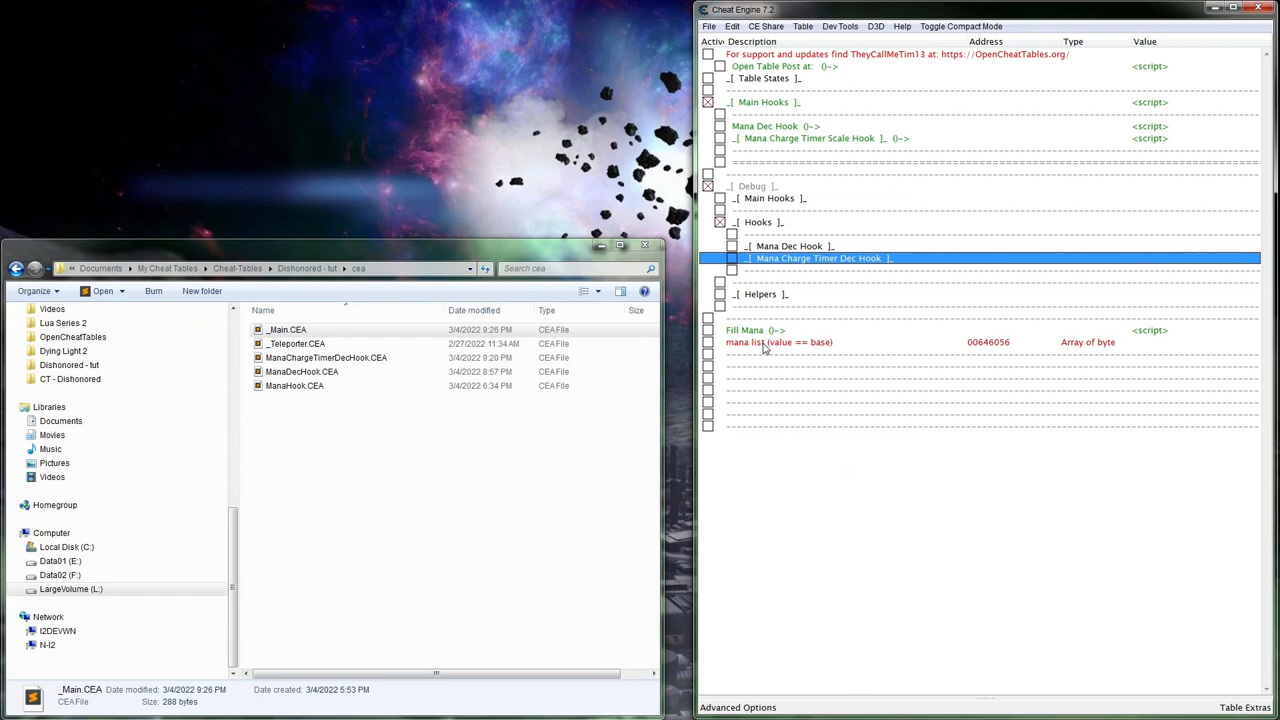 Cheat Engine 7.2
File Edit CE Share Table Dev Tools D3D Help Toggle Compact Mode
Active Description Address Type Value
For support and updates find TheyCallMeTim13 at: https://OpenCheatTables.org/
Open Table Post at: ()-> <script>
_[ Table States ]_
_[ Main Hooks ]_ <script>
Mana Dec Hook ()-> <script>
_[ Mana Charge Timer Scale Hook ]_ ()-> <script>
_[ Debug ]_
_[ Main Hooks ]_
_[ Hooks ]_
_[ Mana Dec Hook ]_
_[ Mana Charge Timer Dec Hook ]_
_[ Helpers ]_
Fill Mana ()-> <script>
mana list (value == base) 00646056 Array of byte
Advanced Options Table Extras
« Documents ▸ My Cheat Tables ▸ Cheat-Tables ▸ Dishonored - tut ▸ cea Search cea
Organize Open Burn New folder
Name Date modified Type Size
Videos
Lua Series 2
OpenCheatTables
Dying Light 2
Dishonored - tut
CT - Dishonored
Libraries
Documents
Movies
Music
Pictures
Videos
Homegroup
Computer
Local Disk (C:)
Data01 (E:)
Data02 (F:)
LargeVolume (L:)
Network
I2DEVWN
N-I2
_Main.CEA 3/4/2022 9:26 PM CEA File
_Teleporter.CEA 2/27/2022 11:34 AM CEA File
ManaChargeTimerDecHook.CEA 3/4/2022 9:20 PM CEA File
ManaDecHook.CEA 3/4/2022 8:57 PM CEA File
ManaHook.CEA 3/4/2022 6:34 PM CEA File
_Main.CEA Date modified: 3/4/2022 9:26 PM Date created: 3/4/2022 5:53 PM
CEA File Size: 288 bytes